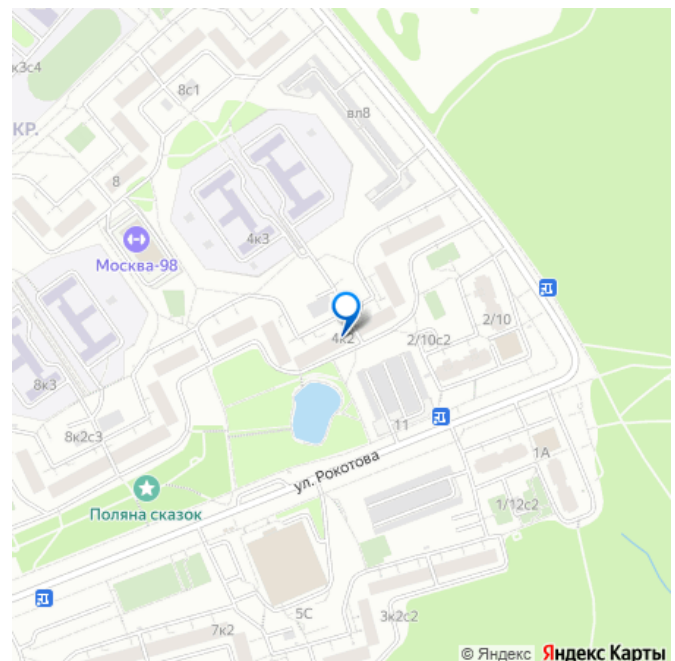 к3с4
8с1
вл8
КР.
8
4к3
Москва-98
2/10
4к2
2/10с2
8к3
11
8к2с3
ул. Рокотова
1А
Поляна сказок
1/12с2
5С
3к2с2
7к2
© Яндекс Яндекс Карты